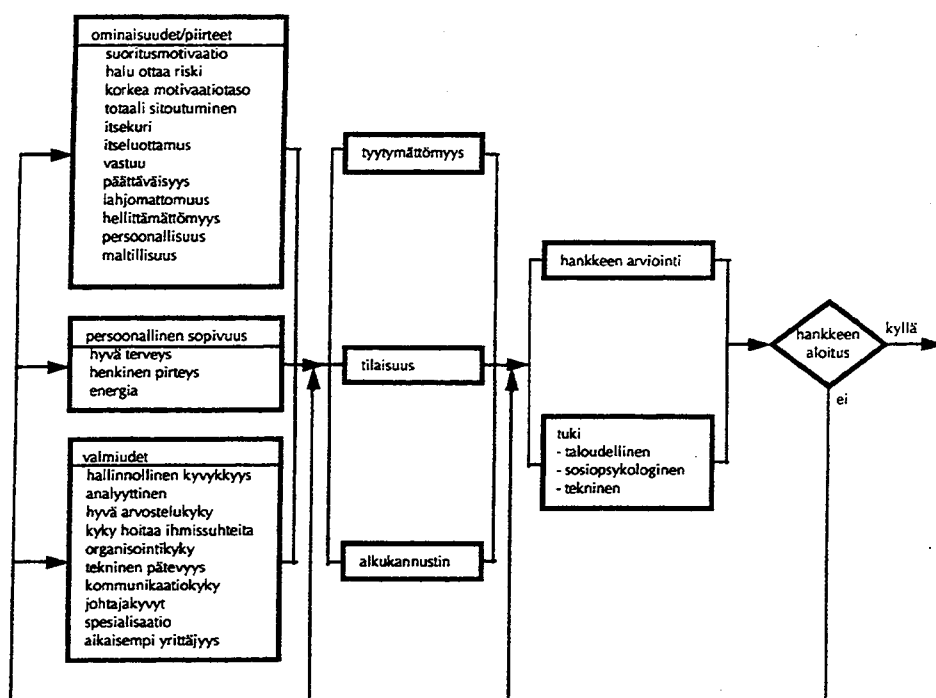 ominaisuudet/piirteet
suoritusmotivaatio
halu ottaa riski
korkea motivaatiotaso
totaali sitoutuminen
itsekuri
itseluottamus
vastuu
päättäväisyys
lahjomattomuus
hellittämättömyys
persoonallisuus
maltillisuus
persoonallinen sopivuus
hyvä terveys
henkinen pirteys
energia
valmiudet
hallinnollinen kyvykkyys
analyyttinen
hyvä arvostelukyky
kyky hoitaa ihmissuhteita
organisointikyky
tekninen pätevyys
kommunikaatiokyky
johtajakyvyt
spesialisaatio
aikaisempi yrittäjyys
tyytymättömyys
tilaisuus
alkukannustin
hankkeen arviointi
tuki
- taloudellinen
- sosiopsykologinen
- tekninen
hankkeen
aloitus
kyllä
ei